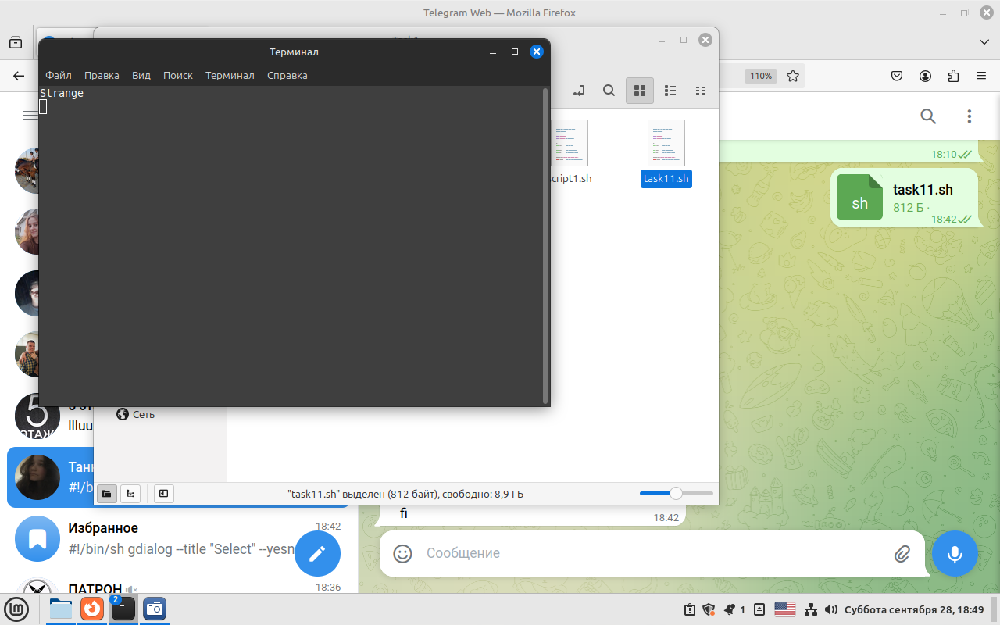 Telegram Web — Mozilla Firefox
Терминал
Файл Правка Вид Поиск Терминал Справка
Strange
110%
script1.sh
task11.sh
18:10
sh
task11.sh
812 Б ·
18:42
Сеть
5
ЭТАЖ
llluu
#!/b
"task11.sh" выделен (812 байт), свободно: 8,9 ГБ
fi
18:42
Избранное
18:42
#!/bin/sh gdialog --title "Select" --yesn
Сообщение
ПАТРОН
18:36
2
1
Суббота сентября 28, 18:49